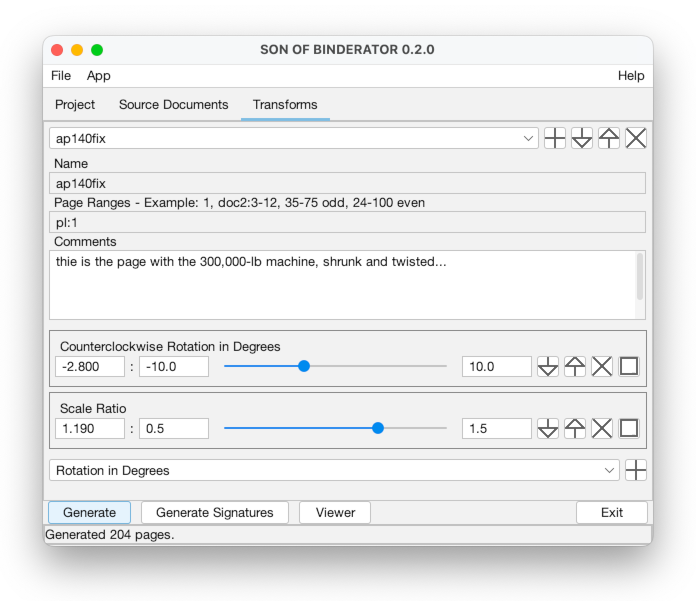 SON OF BINDERATOR 0.2.0
File App Help
Project Source Documents Transforms
ap140fix
Name
ap140fix
Page Ranges - Example: 1, doc2:3-12, 35-75 odd, 24-100 even
pl:1
Comments
thie is the page with the 300,000-lb machine, shrunk and twisted...
Counterclockwise Rotation in Degrees
-2.800 : -10.0 10.0
Scale Ratio
1.190 : 0.5 1.5
Rotation in Degrees
Generate Generate Signatures Viewer Exit
Generated 204 pages.